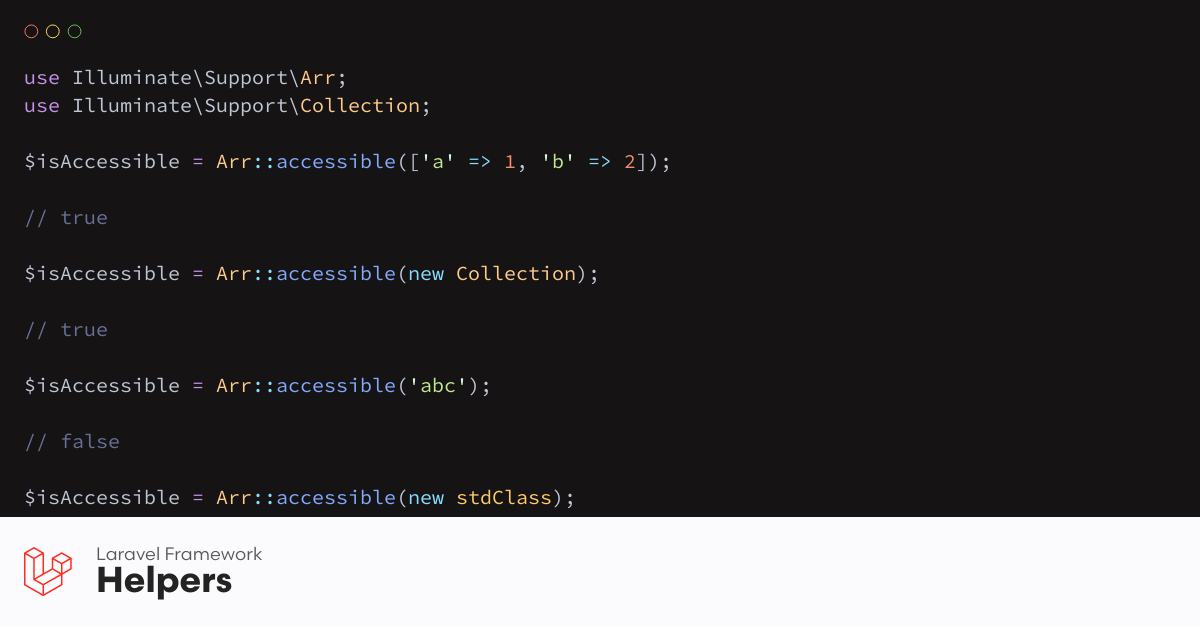 use Illuminate\Support\Arr;
use Illuminate\Support\Collection;
$isAccessible = Arr::accessible(['a' => 1, 'b' => 2]);
// true
$isAccessible = Arr::accessible(new Collection);
// true
$isAccessible = Arr::accessible('abc');
// false
$isAccessible = Arr::accessible(new stdClass);
Laravel Framework
Helpers